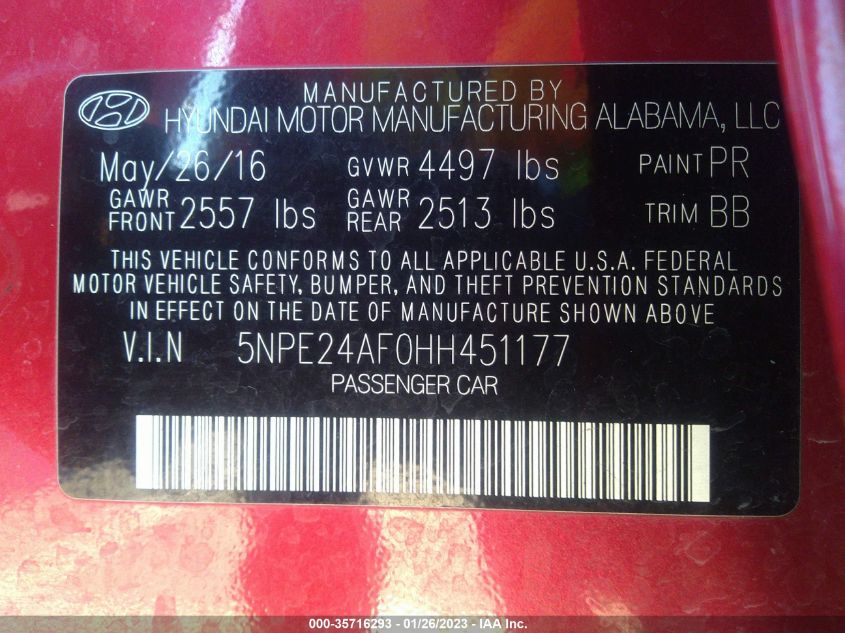 MANUFACTURED BY
HYUNDAI MOTOR MANUFACTURING ALABAMA, LLC
May/26/16 GVWR 4497 lbs PAINT PR
GAWR FRONT 2557 lbs GAWR REAR 2513 lbs TRIM BB
THIS VEHICLE CONFORMS TO ALL APPLICABLE U.S.A. FEDERAL
MOTOR VEHICLE SAFETY, BUMPER, AND THEFT PREVENTION STANDARDS
IN EFFECT ON THE DATE OF MANUFACTURE SHOWN ABOVE
V.I.N 5NPE24AF0HH451177
PASSENGER CAR
000-35716293 - 01/26/2023 - IAA Inc.